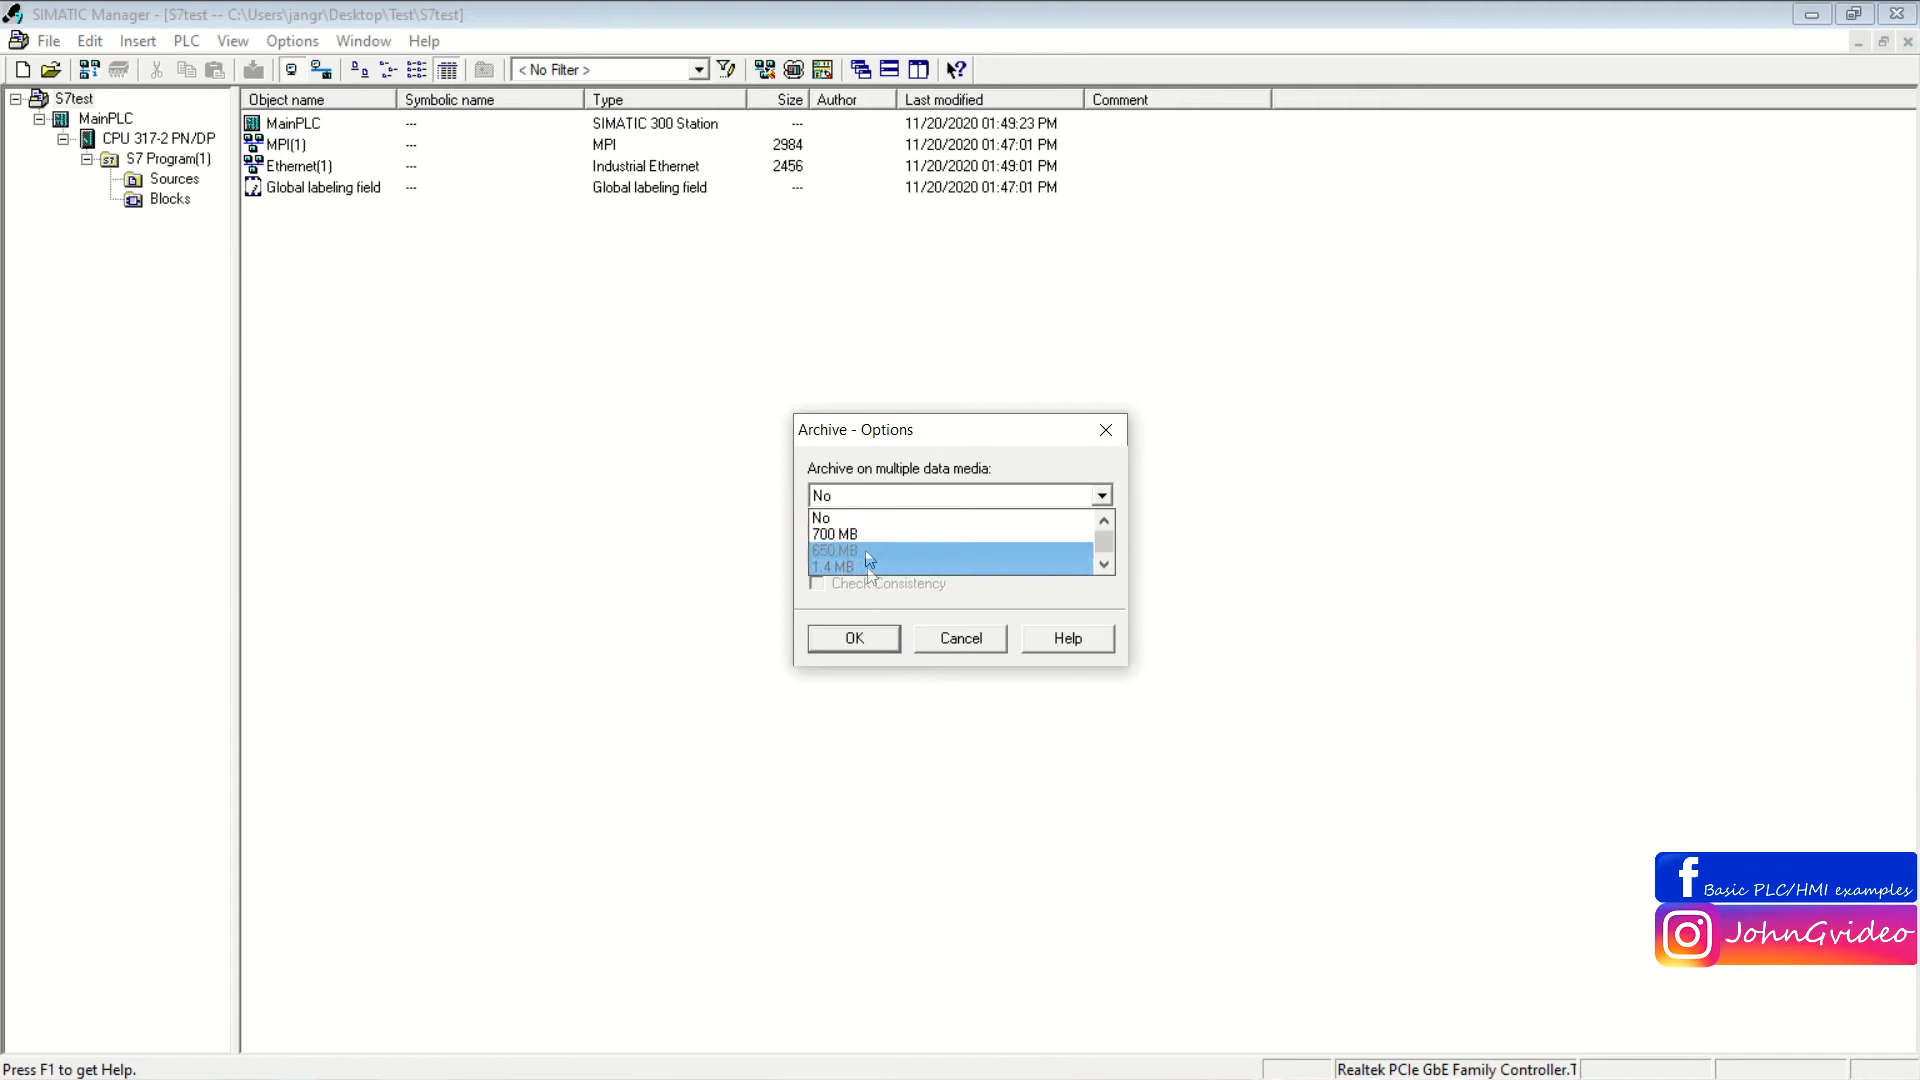 SIMATIC Manager - [S7test -- C:\Users\jangr\Desktop\Test\S7test]
File Edit Insert PLC View Options Window Help
< No Filter >
S7test
MainPLC
CPU 317-2 PN/DP
S7 Program(1)
Sources
Blocks
Object name Symbolic name Type Size Author Last modified Comment
MainPLC --- SIMATIC 300 Station --- 11/20/2020 01:49:23 PM
MPI(1) --- MPI 2984 11/20/2020 01:47:01 PM
Ethernet(1) --- Industrial Ethernet 2456 11/20/2020 01:49:01 PM
Global labeling field --- Global labeling field --- 11/20/2020 01:47:01 PM
Archive - Options
Archive on multiple data media:
No
No
700 MB
650 MB
1.4 MB
Check Consistency
OK Cancel Help
f Basic PLC/HMI examples
JohnGvideo
Press F1 to get Help.
Realtek PCIe GbE Family Controller.T